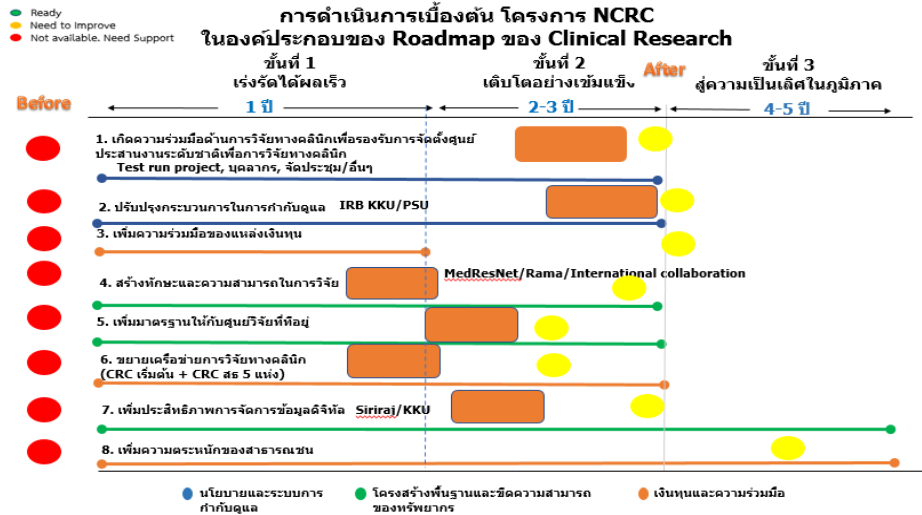 Ready
Need to Improve
Not available. Need Support
การดำเนินการเบื้องต้น โครงการ NCRC
ในองค์ประกอบของ Roadmap ของ Clinical Research
ขั้นที่ 1
เร่งรัดได้ผลเร็ว
ขั้นที่ 2
เติบโตอย่างเข้มแข็ง
ขั้นที่ 3
สู่ความเป็นเลิศในภูมิภาค
Before
After
1 ปี
2-3 ปี
4-5 ปี
1. เกิดความร่วมมือด้านการวิจัยทางคลินิกเพื่อรองรับการจัดตั้งศูนย์
ประสานงานระดับชาติเพื่อการวิจัยทางคลินิก
Test run project, บุคลากร, จัดประชุม/อื่นๆ
2. ปรับปรุงกระบวนการในการกำกับดูแล IRB KKU/PSU
3. เพิ่มความร่วมมือของแหล่งเงินทุน
4. สร้างทักษะและความสามารถในการวิจัย MedResNet/Rama/International collaboration
5. เพิ่มมาตรฐานให้กับศูนย์วิจัยที่มีอยู่
6. ขยายเครือข่ายการวิจัยทางคลินิก
(CRC เริ่มต้น + CRC สธ 5 แห่ง)
7. เพิ่มประสิทธิภาพการจัดการข้อมูลดิจิทัล Siriraj/KKU
8. เพิ่มความตระหนักของสาธารณชน
นโยบายและระบบการ
กำกับดูแล
โครงสร้างพื้นฐานและขีดความสามารถ
ของทรัพยากร
เงินทุนและความร่วมมือ